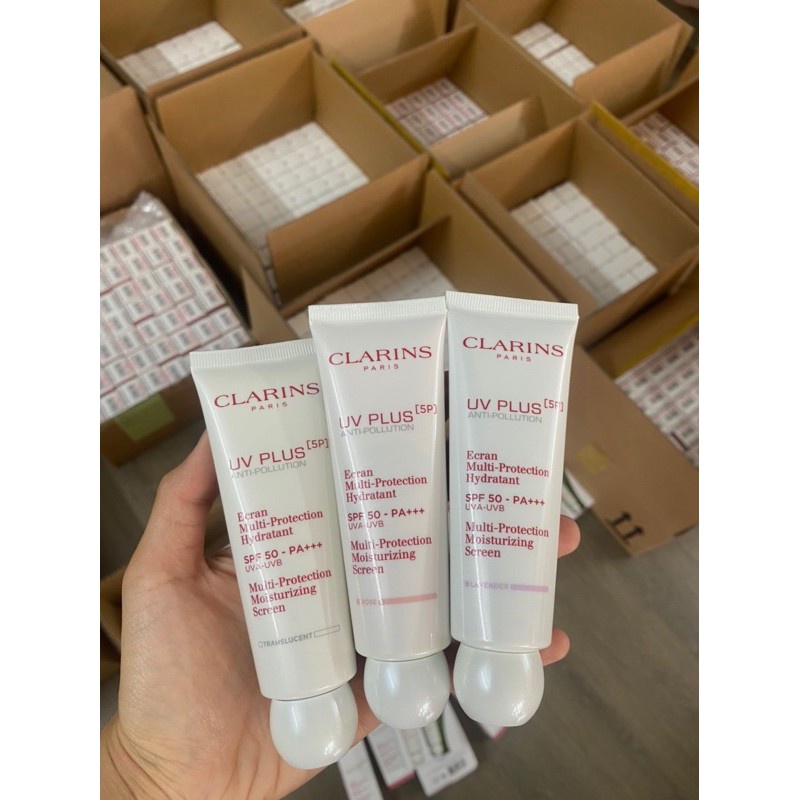 CLARINS
PARIS
UV PLUS [5P]
ANTI-POLLUTION
Ecran
Multi-Protection
Hydratant
SPF 50 - PA+++
UVA-UVB
Multi-Protection
Moisturizing
Screen
TRANSLUCENT
CLARINS
PARIS
UV PLUS [5P]
ANTI-POLLUTION
Ecran
Multi-Protection
Hydratant
SPF 50 - PA+++
UVA-UVB
Multi-Protection
Moisturizing
Screen
ROSE
CLARINS
PARIS
UV PLUS [5P]
ANTI-POLLUTION
Ecran
Multi-Protection
Hydratant
SPF 50 - PA+++
UVA-UVB
Multi-Protection
Moisturizing
Screen
LAVENDER